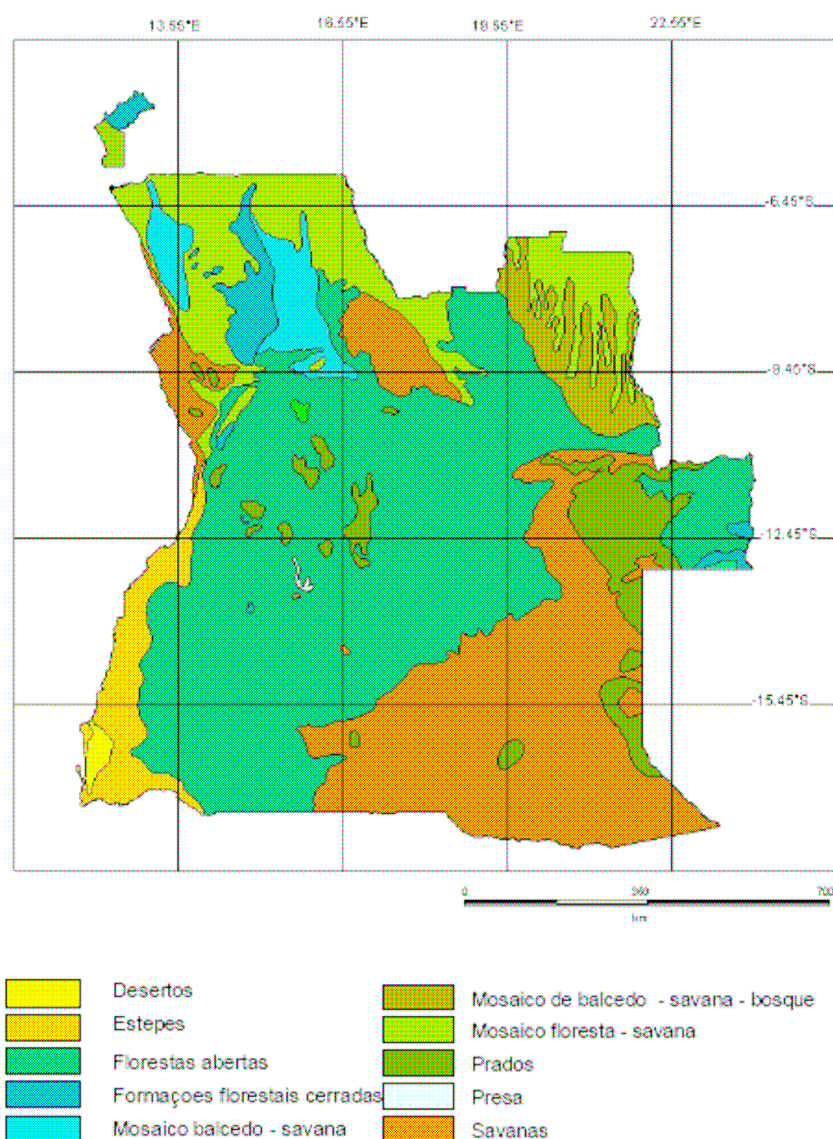 13.55°E 16.55°E 19.55°E 22.55°E
-6.45°S
-9.45°S
-12.45°S
-15.45°S
0 700
km
Desertos
Estepes
Florestas abertas
Formaçoes florestais cerradas
Mosaico balcedo - savana
Mosaico de balcedo - savana - bosque
Mosaico floresta - savana
Prados
Presa
Savanas